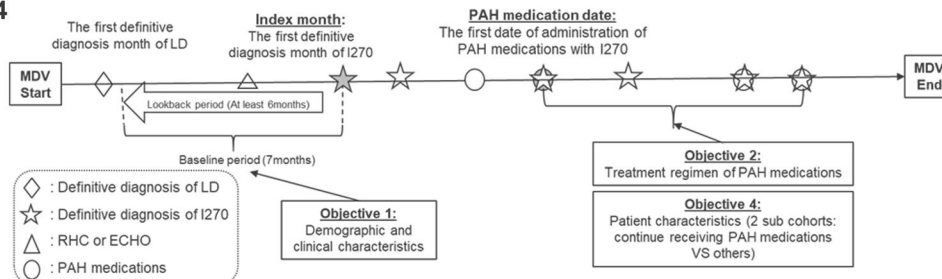 4
The first definitive
diagnosis month of LD
Index month:
The first definitive
diagnosis month of I270
PAH medication date:
The first date of administration of
PAH medications with I270
MDV
Start
MDV
End
Lookback period (At least 6months)
Baseline period (7months)
: Definitive diagnosis of LD
: Definitive diagnosis of I270
: RHC or ECHO
: PAH medications
Objective 1:
Demographic and
clinical characteristics
Objective 2:
Treatment regimen of PAH medications
Objective 4:
Patient characteristics (2 sub cohorts:
continue receiving PAH medications
VS others)